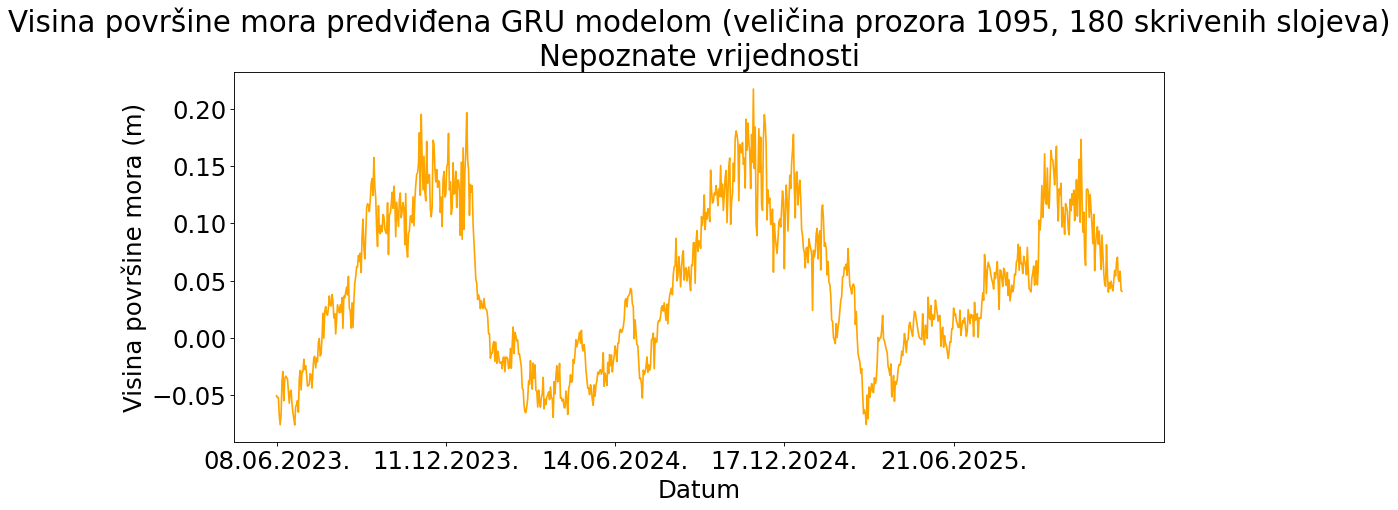 Visina površine mora predviđena GRU modelom (veličina prozora 1095, 180 skrivenih slojeva)
Nepoznate vrijednosti
Visina površine mora (m)
0.20
0.15
0.10
0.05
0.00
−0.05
08.06.2023. 11.12.2023. 14.06.2024. 17.12.2024. 21.06.2025.
Datum